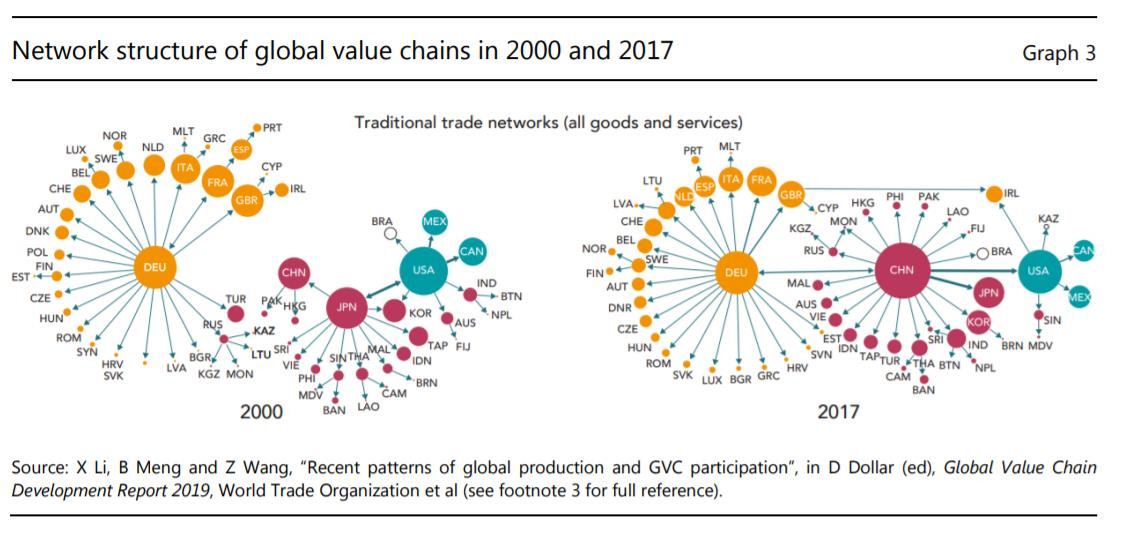 Network structure of global value chains in 2000 and 2017
Graph 3
Traditional trade networks (all goods and services)
PRT
MLT
GRC
NOR
NLD
ESP
LUX
SWE
ITA
CYP
BEL
FRA
IRL
CHE
GBR
AUT
DNK
POL
DEU
FIN
EST
CZE
HUN
ROM
SYN
HRV
SVK
LVA
BGR
KGZ
MON
RUS
TUR
KAZ
LTU
PAK
HKG
CHN
JPN
BRA
MEX
CAN
USA
IND
BTN
NPL
KOR
AUS
FIJ
TAP
IDN
SRI
VIE
SIN
THA
MAL
PHI
MDV
BAN
LAO
CAM
BRN
2000
PRT
MLT
LTU
NLD
ESP
ITA
FRA
GBR
IRL
LVA
CYP
CHE
BEL
NOR
SWE
FIN
AUT
DNR
CZE
HUN
ROM
SVK
LUX
BGR
GRC
HRV
SVN
EST
DEU
HKG
PHI
PAK
LAO
FIJ
MON
KGZ
RUS
BRA
KAZ
CAN
CHN
USA
MEX
MAL
JPN
AUS
VIE
KOR
SIN
IDN
TAP
TUR
SRI
IND
BRN
MDV
CAM
THA
BTN
NPL
BAN
2017
Source: X Li, B Meng and Z Wang, “Recent patterns of global production and GVC participation”, in D Dollar (ed), Global Value Chain
Development Report 2019, World Trade Organization et al (see footnote 3 for full reference).